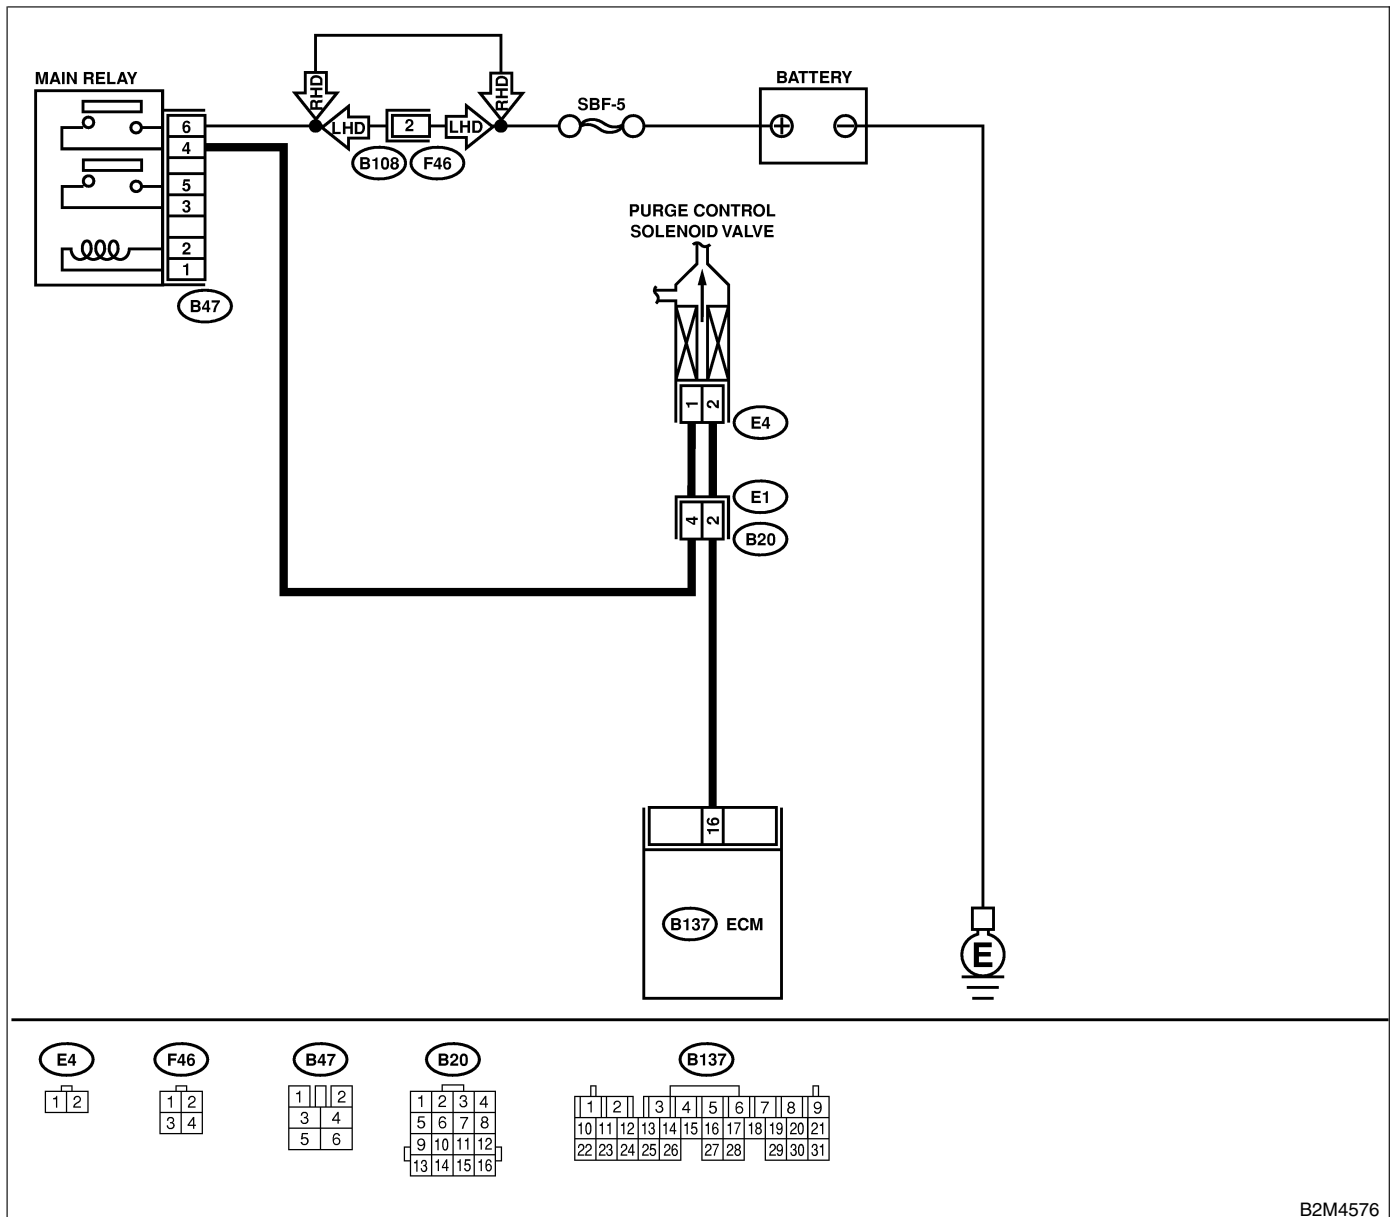 MAIN RELAY
6
4
5
3
2
1
B47
RHD
LHD
2
LHD
RHD
B108
F46
SBF-5
BATTERY
+
−
PURGE CONTROL
SOLENOID VALVE
1 2
E4
E1
4 2
B20
16
B137 ECM
E
E4
1 2
F46
1 2
3 4
B47
1 2
3 4
5 6
B20
1 2 3 4
5 6 7 8
9 10 11 12
13 14 15 16
B137
1 2 3 4 5 6 7 8 9
10 11 12 13 14 15 16 17 18 19 20 21
22 23 24 25 26 27 28 29 30 31
B2M4576